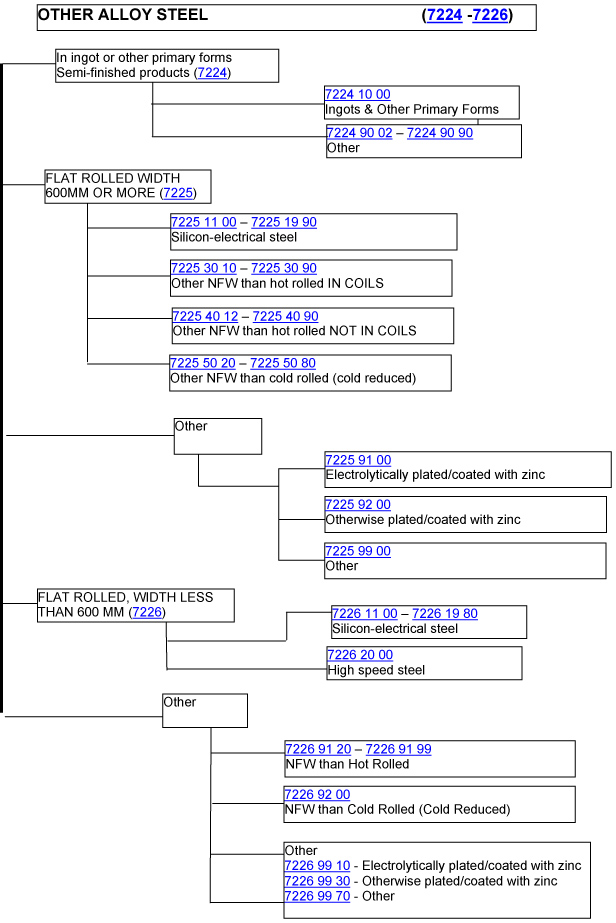 OTHER ALLOY STEEL (7224 -7226)
In ingot or other primary forms
Semi-finished products (7224)
7224 10 00
Ingots & Other Primary Forms
7224 90 02 – 7224 90 90
Other
FLAT ROLLED WIDTH
600MM OR MORE (7225)
7225 11 00 – 7225 19 90
Silicon-electrical steel
7225 30 10 – 7225 30 90
Other NFW than hot rolled IN COILS
7225 40 12 – 7225 40 90
Other NFW than hot rolled NOT IN COILS
7225 50 20 – 7225 50 80
Other NFW than cold rolled (cold reduced)
Other
7225 91 00
Electrolytically plated/coated with zinc
7225 92 00
Otherwise plated/coated with zinc
7225 99 00
Other
FLAT ROLLED, WIDTH LESS
THAN 600 MM (7226)
7226 11 00 – 7226 19 80
Silicon-electrical steel
7226 20 00
High speed steel
Other
7226 91 20 – 7226 91 99
NFW than Hot Rolled
7226 92 00
NFW than Cold Rolled (Cold Reduced)
Other
7226 99 10 - Electrolytically plated/coated with zinc
7226 99 30 - Otherwise plated/coated with zinc
7226 99 70 - Other